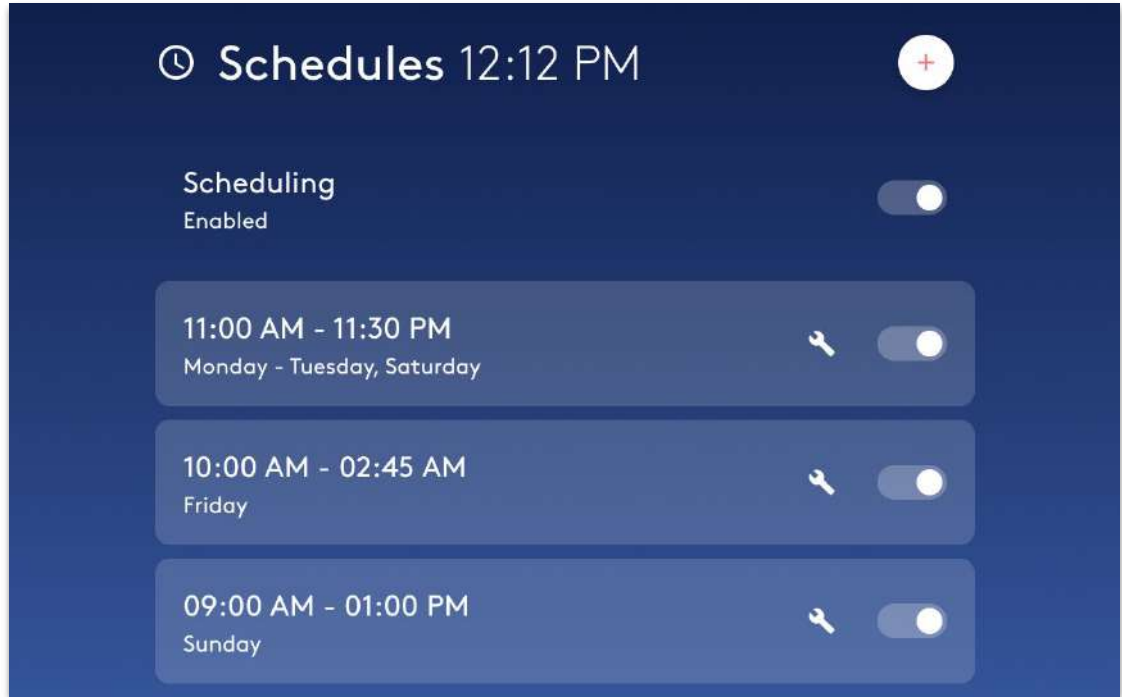 Schedules 12:12 PM
Scheduling
Enabled
11:00 AM - 11:30 PM
Monday - Tuesday, Saturday
10:00 AM - 02:45 AM
Friday
09:00 AM - 01:00 PM
Sunday